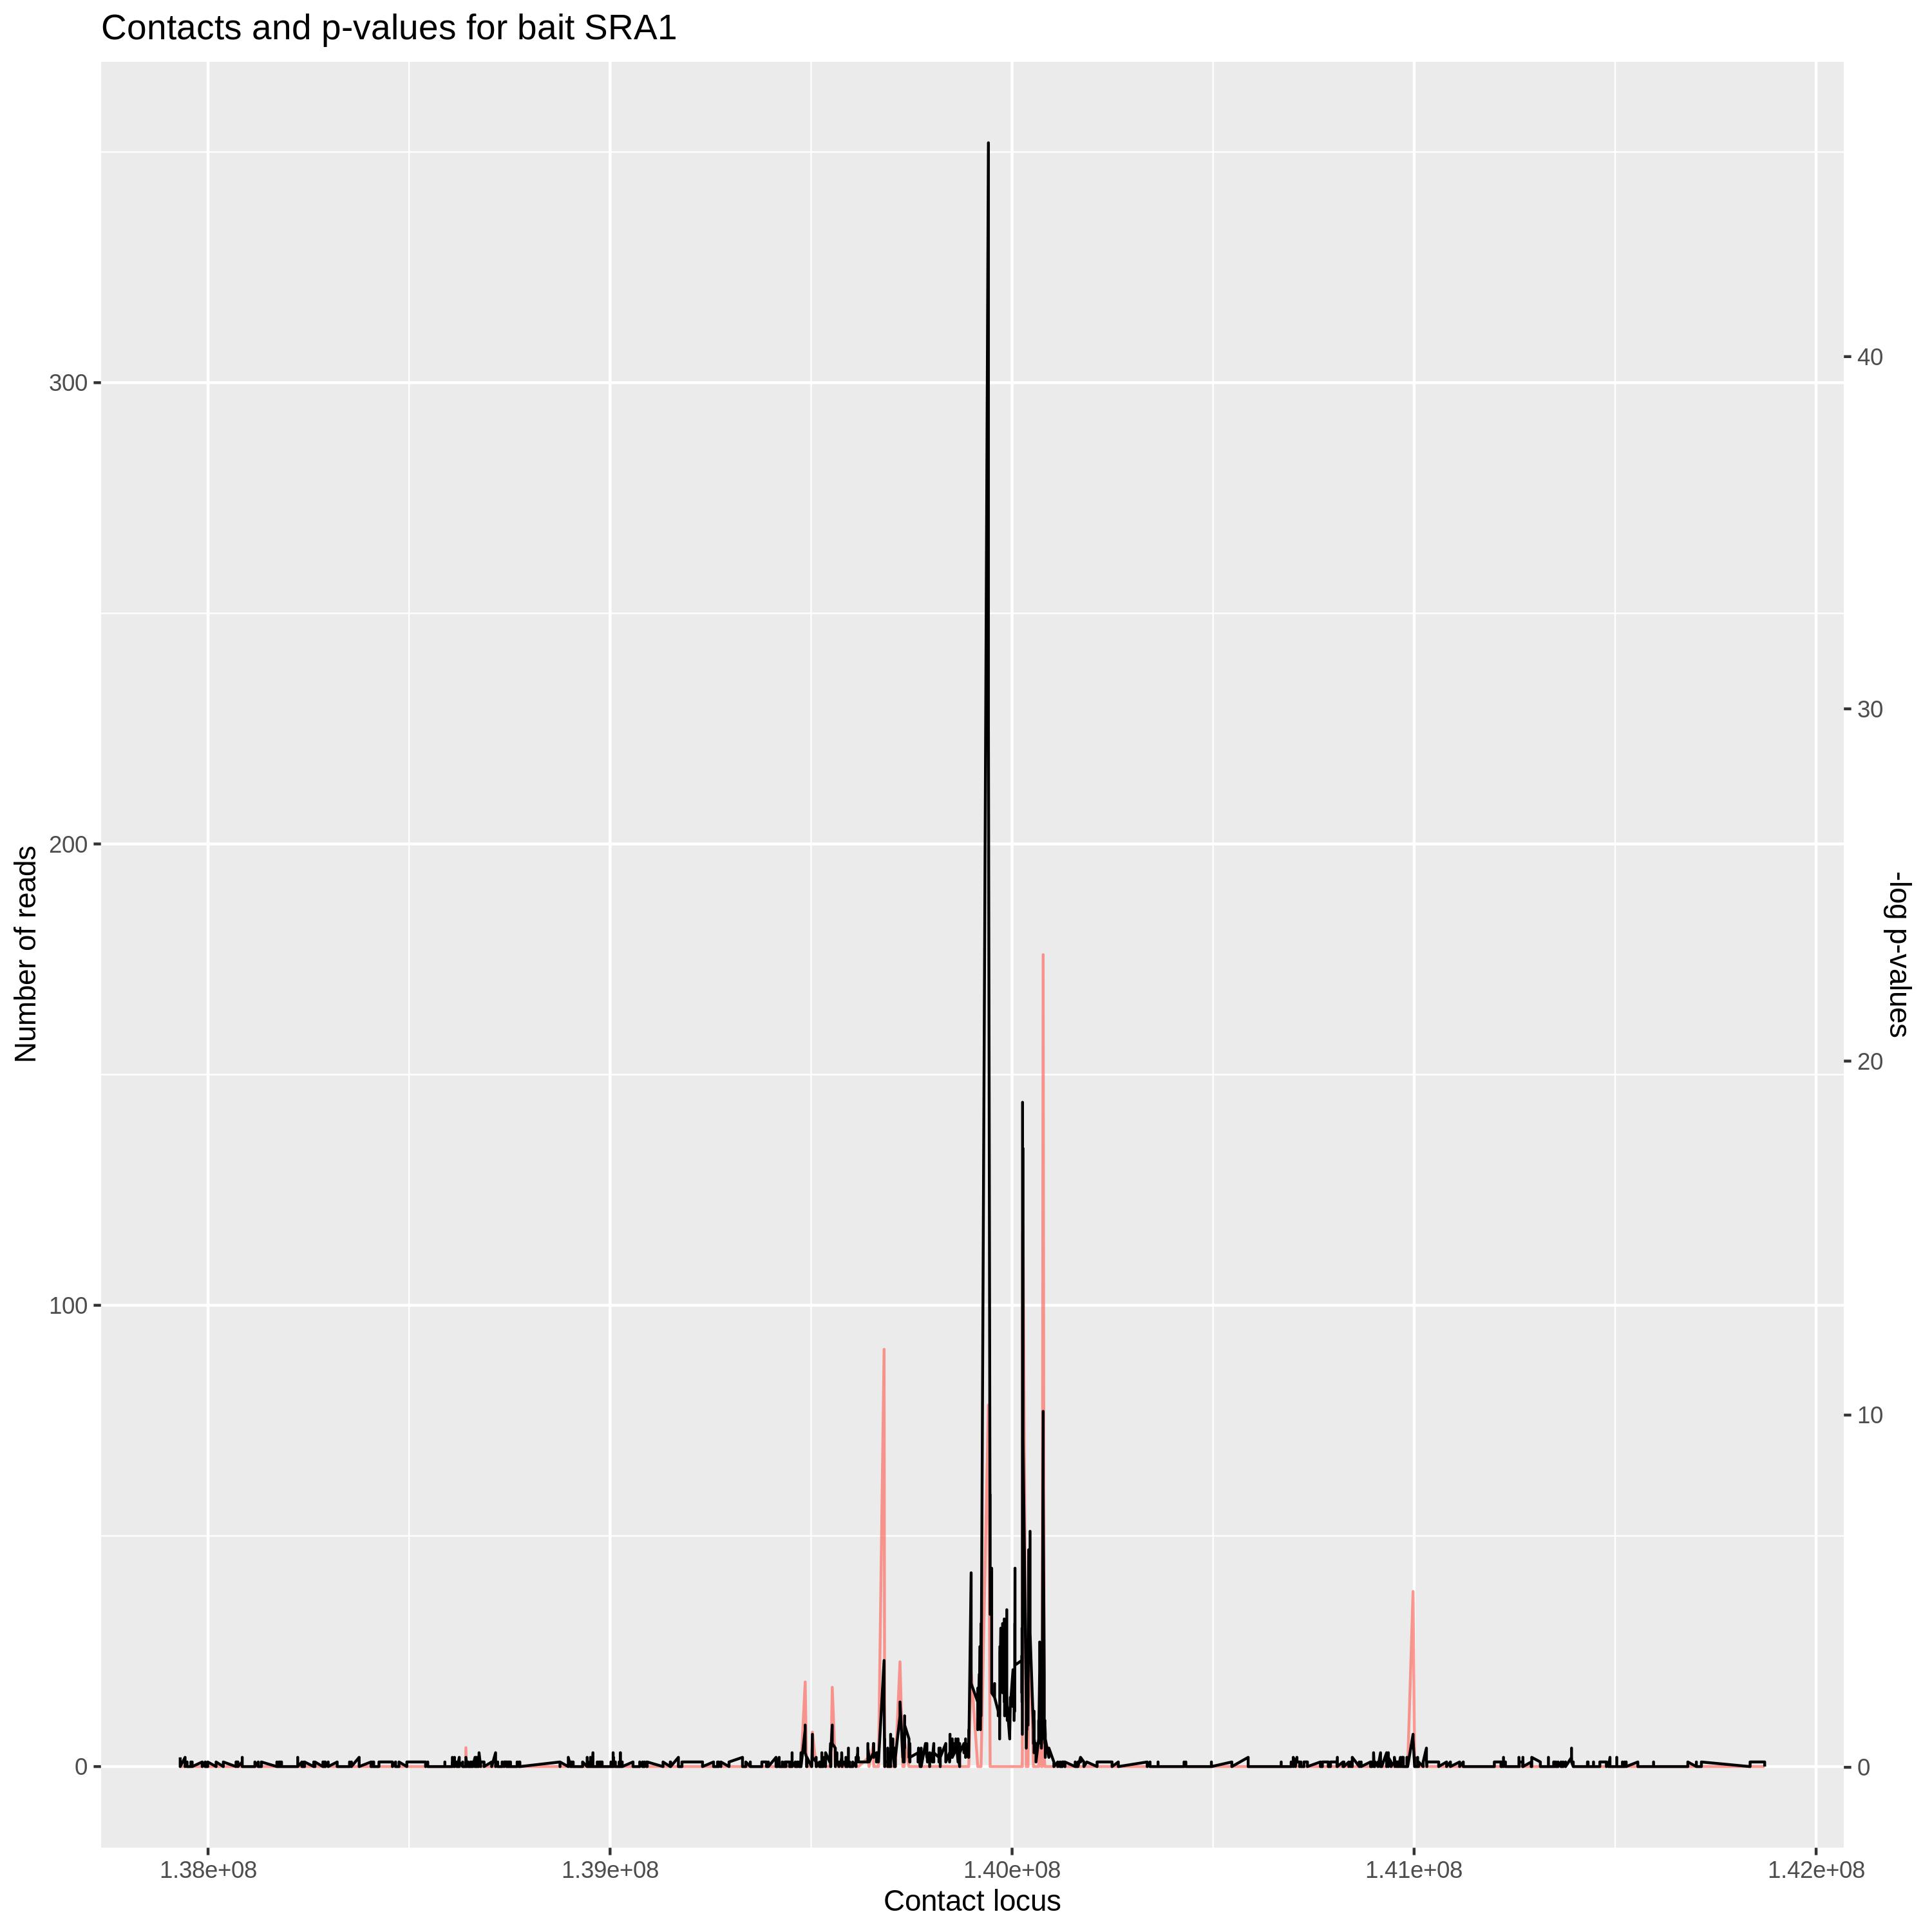 Contacts and p-values for bait SRA1
300
200
100
0
Number of reads
40
30
20
10
0
-log p-values
1.38e+08
1.39e+08
1.40e+08
1.41e+08
1.42e+08
Contact locus